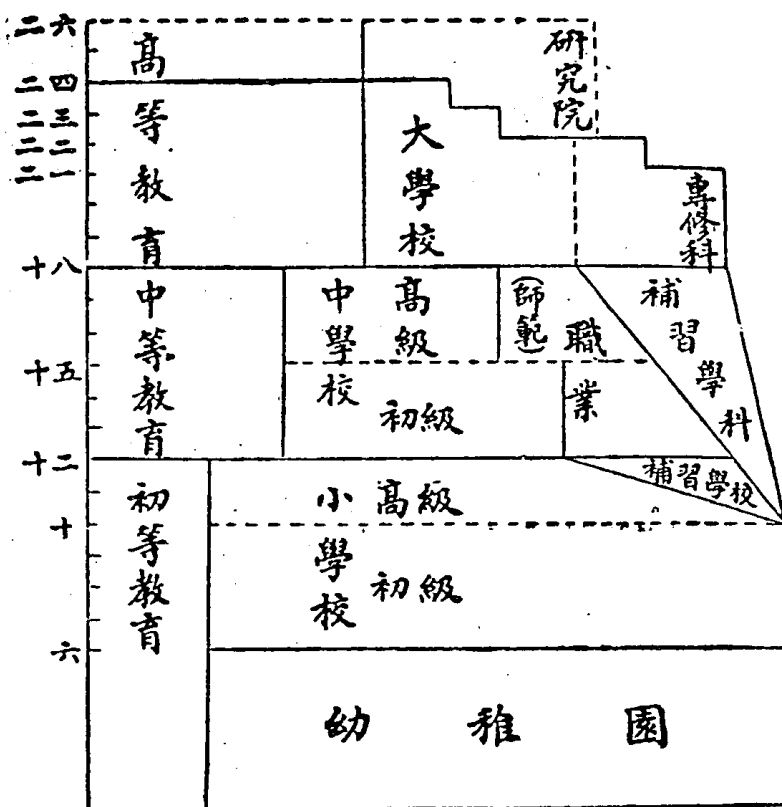 二六
二四
二三
二二
二一
十八
十五
十二
十
六
高等教育
研究院
大學校
專修科
中等教育
中學校
高級
初級
(師範)
職業
補習學科
初等教育
小學校
高級
初級
補習學校
幼稚園